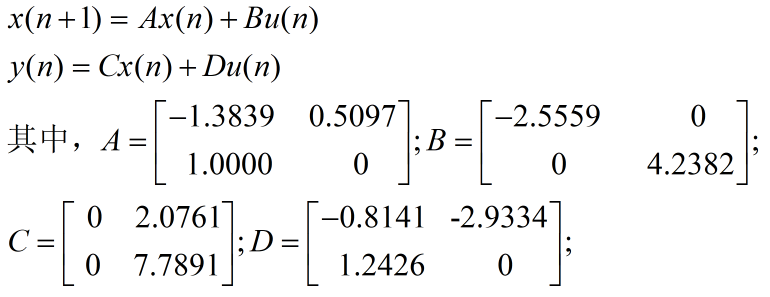 x(n+1) = Ax(n) + Bu(n)
y(n) = Cx(n) + Du(n)
其中，A = [−1.3839 0.5097; 1.0000 0]; B = [−2.5559 0; 0 4.2382];
C = [0 2.0761; 0 7.7891]; D = [−0.8141 -2.9334; 1.2426 0];